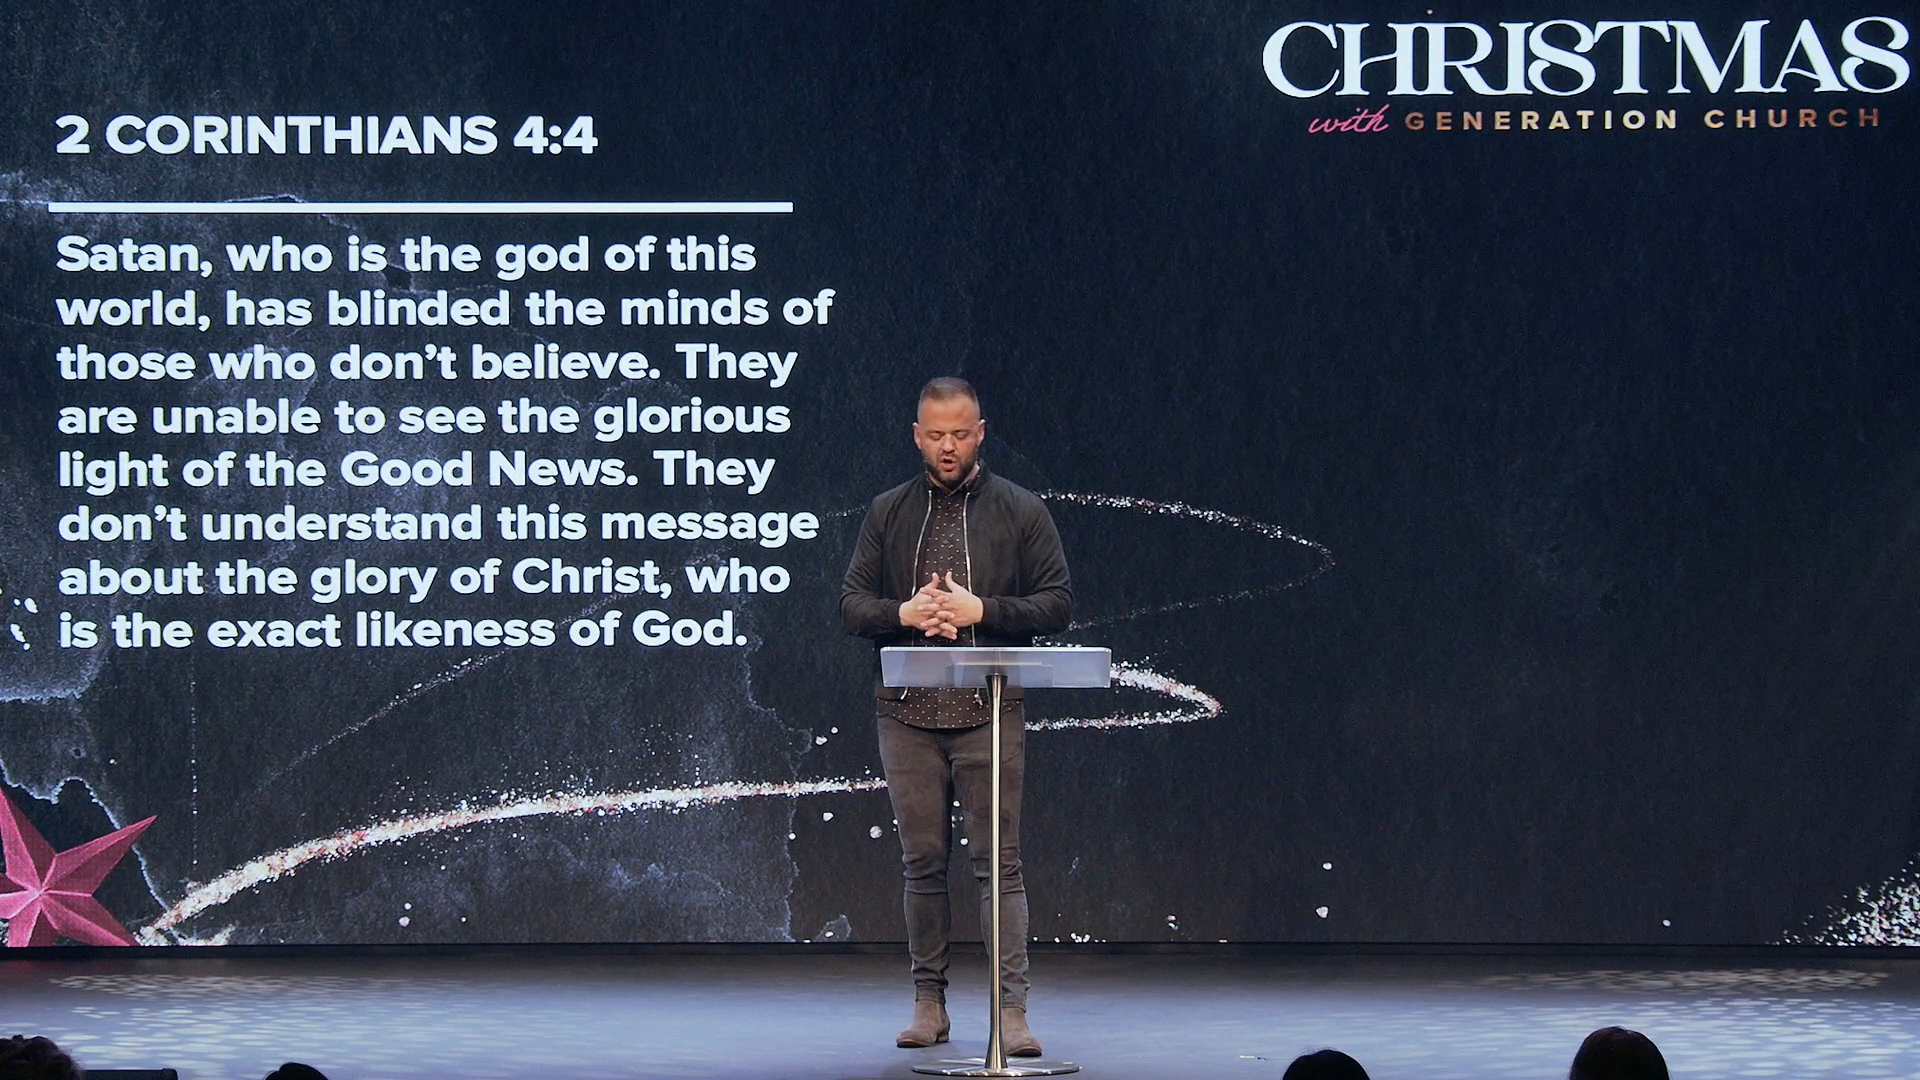 CHRISTMAS
with GENERATION CHURCH
2 CORINTHIANS 4:4
Satan, who is the god of this
world, has blinded the minds of
those who don’t believe. They
are unable to see the glorious
light of the Good News. They
don’t understand this message
about the glory of Christ, who
is the exact likeness of God.